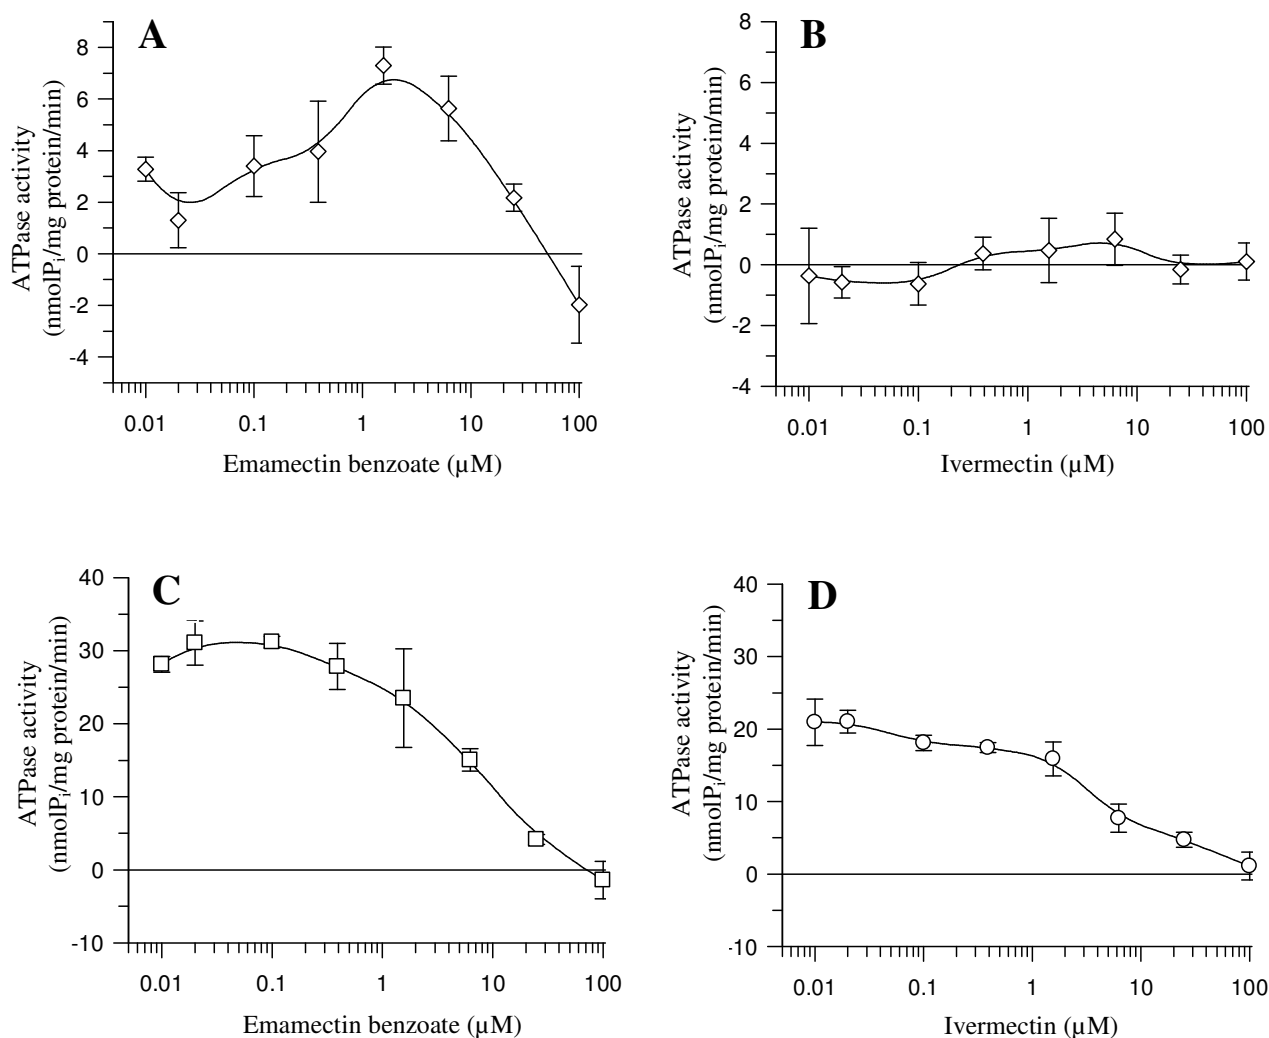 A
ATPase activity
(nmolPi/mg protein/min)
8
6
4
2
0
-2
-4
0.01 0.1 1 10 100
Emamectin benzoate (µM)
B
ATPase activity
(nmolPi/mg protein/min)
8
6
4
2
0
-2
-4
0.01 0.1 1 10 100
Ivermectin (µM)
C
ATPase activity
(nmolPi/mg protein/min)
40
30
20
10
0
-10
0.01 0.1 1 10 100
Emamectin benzoate (µM)
D
ATPase activity
(nmolPi/mg protein/min)
40
30
20
10
0
-10
0.01 0.1 1 10 100
Ivermectin (µM)